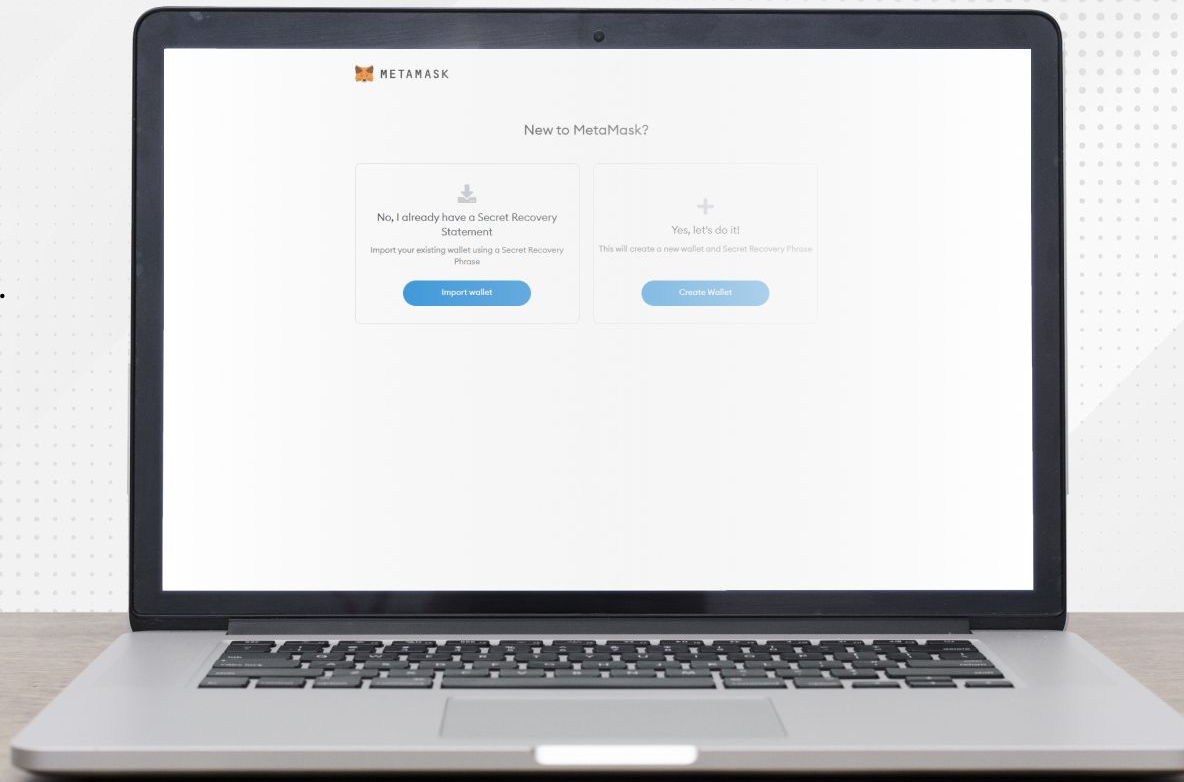 METAMASK
New to MetaMask?
No, I already have a Secret Recovery
Statement
Import your existing wallet using a Secret Recovery
Phrase
Import wallet
Yes, let's do it!
This will create a new wallet and Secret Recovery Phrase
Create Wallet